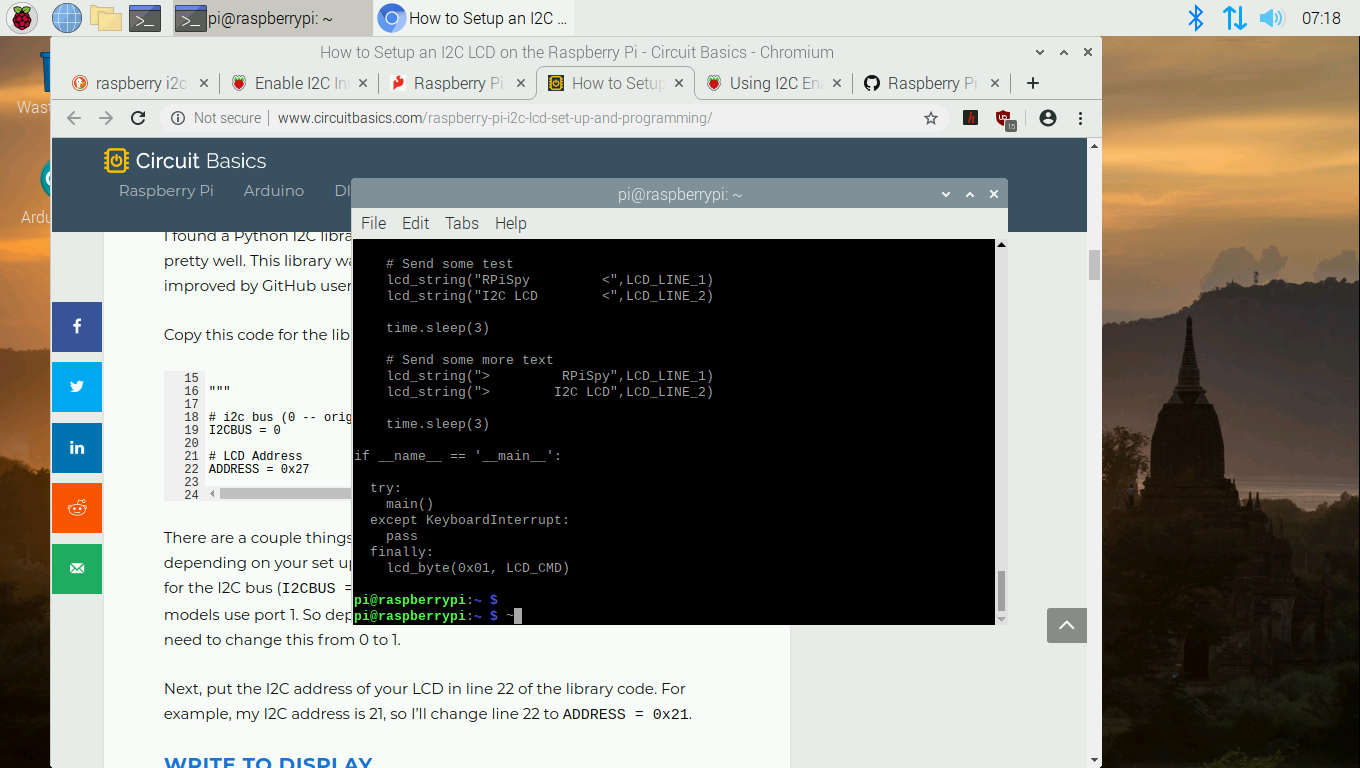 pi@raspberrypi: ~
How to Setup an I2C ...
07:18
Wast
Ardu
How to Setup an I2C LCD on the Raspberry Pi - Circuit Basics - Chromium
raspberry i2c
Enable I2C In
Raspberry Pi
How to Setup
Using I2C En
Raspberry Pi
Not secure
www.circuitbasics.com/raspberry-pi-i2c-lcd-set-up-and-programming/
15
Circuit Basics
Raspberry Pi Arduino DI
I found a Python I2C libra
pretty well. This library wa
improved by GitHub user
Copy this code for the lib
15
16 """
17
18 # i2c bus (0 -- orig
19 I2CBUS = 0
20
21 # LCD Address
22 ADDRESS = 0x27
23
24
There are a couple things
depending on your set up
for the I2C bus (I2CBUS =
models use port 1. So dep
need to change this from 0 to 1.
Next, put the I2C address of your LCD in line 22 of the library code. For
example, my I2C address is 21, so I'll change line 22 to ADDRESS = 0x21.
WRITE TO DISPLAY
pi@raspberrypi: ~
File Edit Tabs Help
# Send some test
lcd_string("RPiSpy         <",LCD_LINE_1)
lcd_string("I2C LCD        <",LCD_LINE_2)
time.sleep(3)
# Send some more text
lcd_string(">         RPiSpy",LCD_LINE_1)
lcd_string(">        I2C LCD",LCD_LINE_2)
time.sleep(3)
if __name__ == '__main__':
try:
main()
except KeyboardInterrupt:
pass
finally:
lcd_byte(0x01, LCD_CMD)
pi@raspberrypi:~ $
pi@raspberrypi:~ $ ~